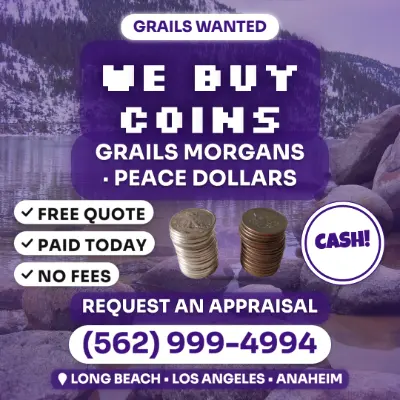 GRAILS WANTED
WE BUY
COINS
GRAILS MORGANS
· PEACE DOLLARS
FREE QUOTE
PAID TODAY
NO FEES
CASH!
REQUEST AN APPRAISAL
(562) 999-4994
LONG BEACH • LOS ANGELES • ANAHEIM